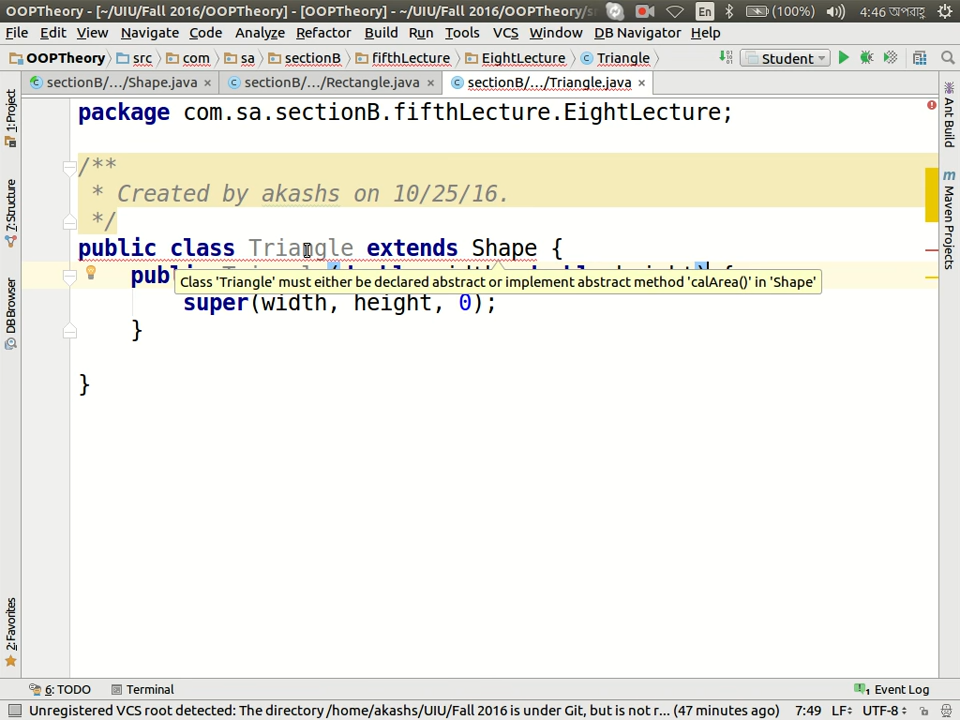 OOPTheory - [~/UIU/Fall 2016/OOPTheory] - [OOPTheory] - ~/UIU/Fall 2016/OOPTheory/ En (100%) 4:46 অপরাহ্ণ
File Edit View Navigate Code Analyze Refactor Build Run Tools VCS Window DB Navigator Help
OOPTheory src com sa sectionB fifthLecture EightLecture Triangle Student
sectionB/.../Shape.java × sectionB/.../Rectangle.java × sectionB/.../Triangle.java ×
package com.sa.sectionB.fifthLecture.EightLecture;
/**
* Created by akashs on 10/25/16.
*/
public class Triangle extends Shape {
Class 'Triangle' must either be declared abstract or implement abstract method 'calArea()' in 'Shape'
super(width, height, 0);
}
}
1:Project
7:Structure
DB Browser
2:Favorites
Ant Build
m Maven Projects
6: TODO Terminal 1 Event Log
Unregistered VCS root detected: The directory /home/akashs/UIU/Fall 2016 is under Git, but is not r... (47 minutes ago) 7:49 LF UTF-8